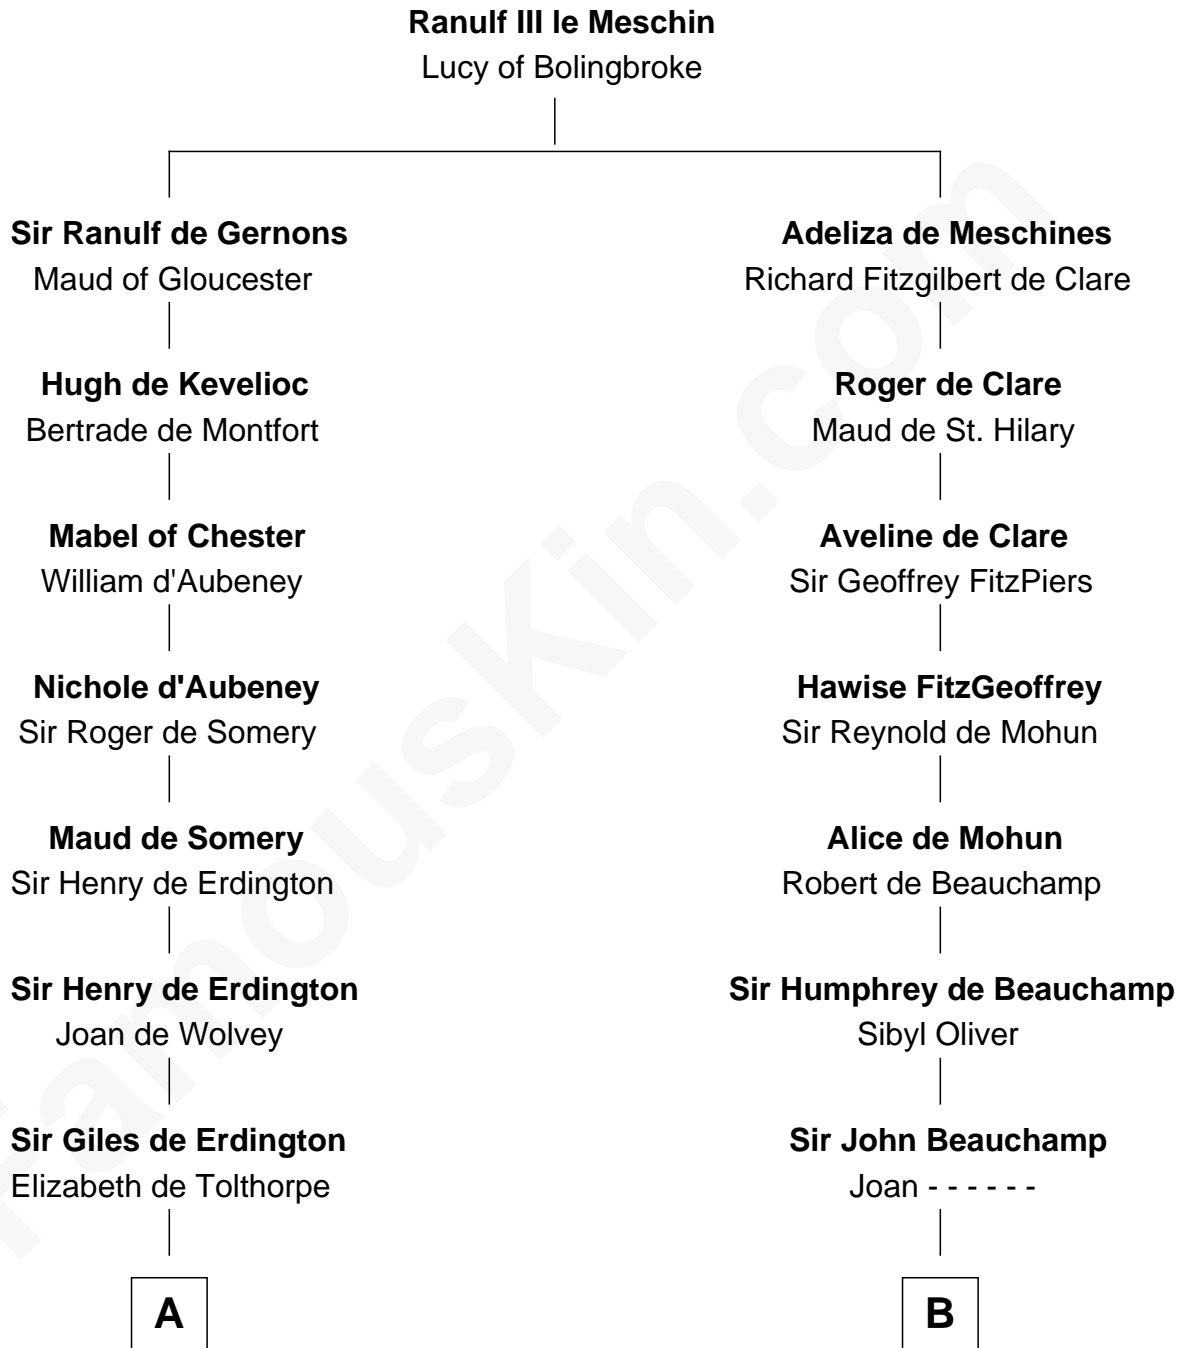 Ranulf III le Meschin
Lucy of Bolingbroke
Sir Ranulf de Gernons
Maud of Gloucester
Adeliza de Meschines
Richard Fitzgilbert de Clare
Hugh de Kevelioc
Bertrade de Montfort
Roger de Clare
Maud de St. Hilary
Mabel of Chester
William d'Aubeney
Aveline de Clare
Sir Geoffrey FitzPiers
Nichole d'Aubeney
Sir Roger de Somery
Hawise FitzGeoffrey
Sir Reynold de Mohun
Maud de Somery
Sir Henry de Erdington
Alice de Mohun
Robert de Beauchamp
Sir Henry de Erdington
Joan de Wolvey
Sir Humphrey de Beauchamp
Sibyl Oliver
Sir Giles de Erdington
Elizabeth de Tolthorpe
Sir John Beauchamp
Joan - - - - - -
A
B
FamousKin.com